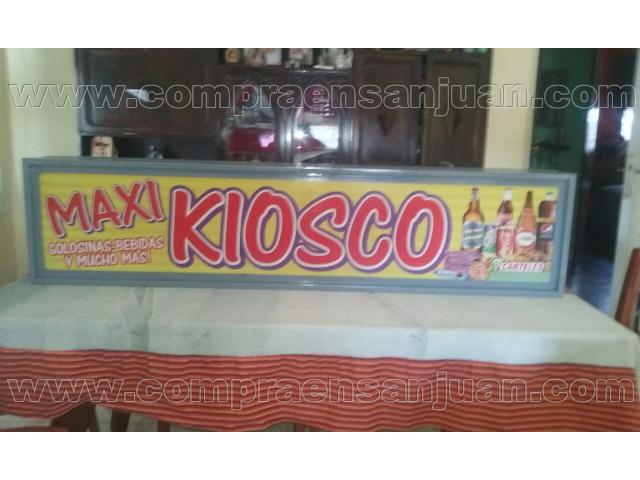 www.compraensanjuan.com
MAXI
KIOSCO
GOLOSINAS-BEBIDAS
Y MUCHO MAS!
CARTELES
www.compraensanjuan.com